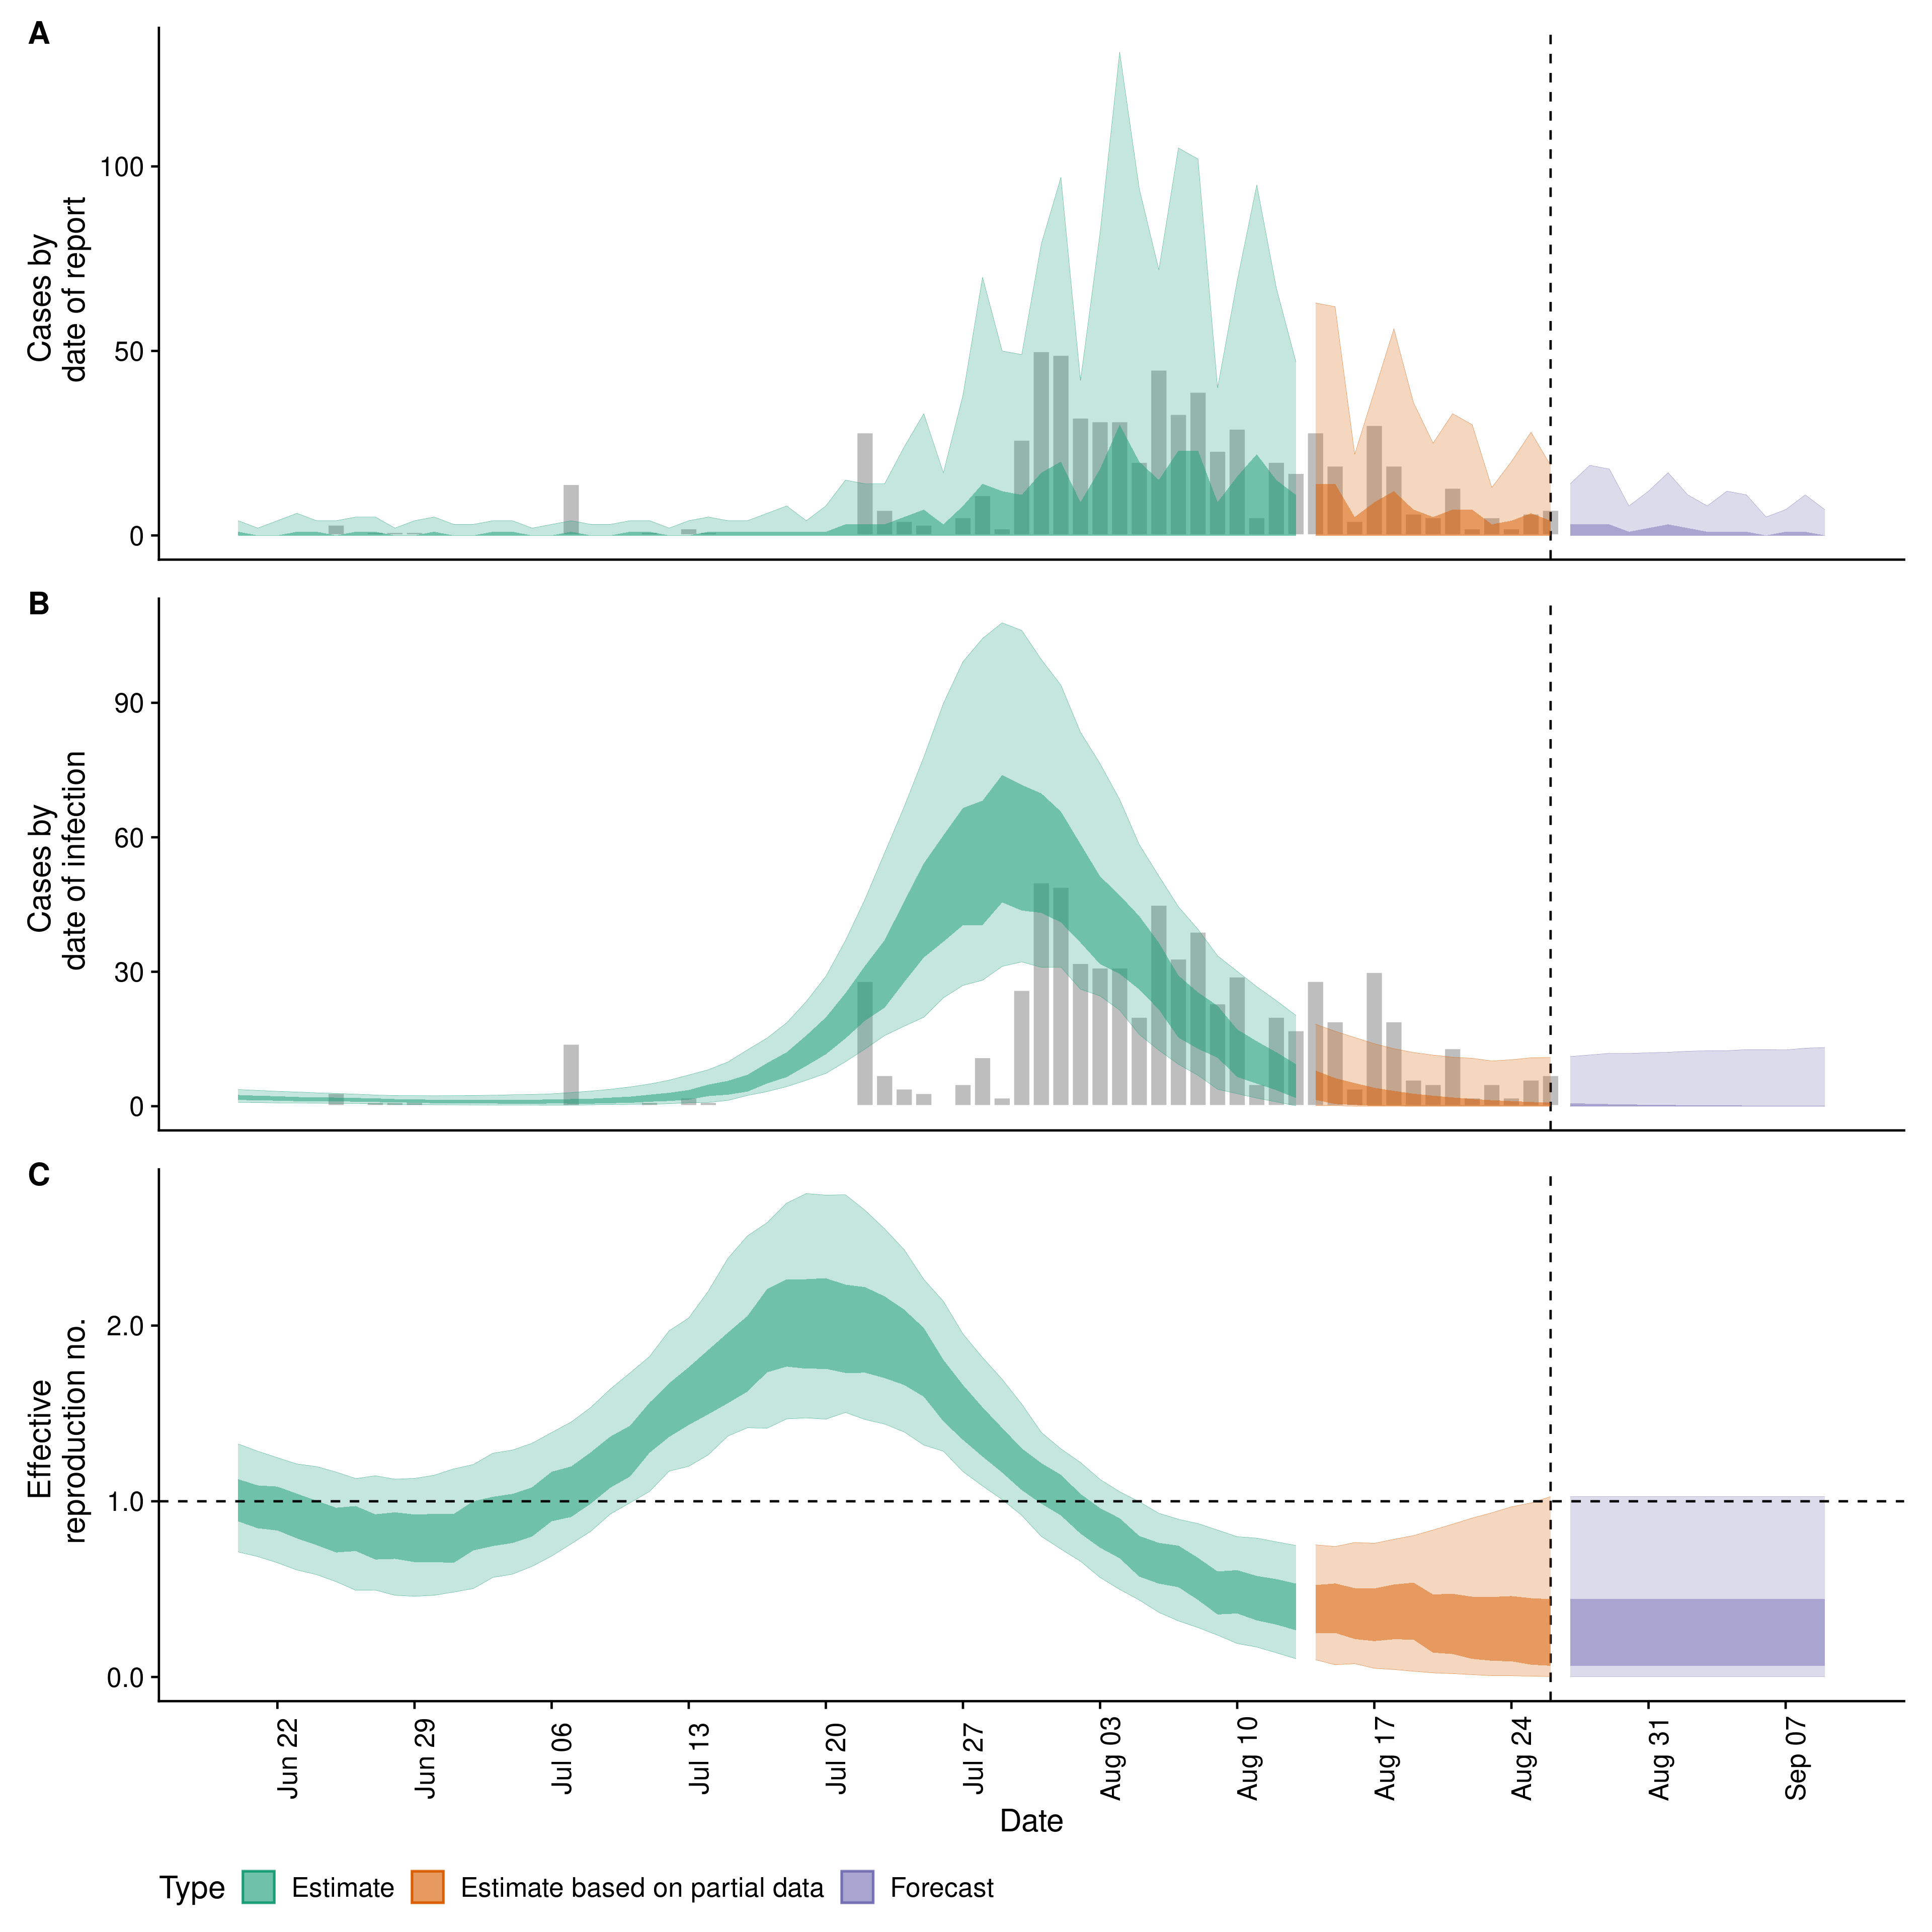 A
Cases by
date of report
100
50
0
B
Cases by
date of infection
90
60
30
0
C
Effective
reproduction no.
2.0
1.0
0.0
Jun 22
Jun 29
Jul 06
Jul 13
Jul 20
Jul 27
Aug 03
Aug 10
Aug 17
Aug 24
Aug 31
Sep 07
Date
Type Estimate Estimate based on partial data Forecast